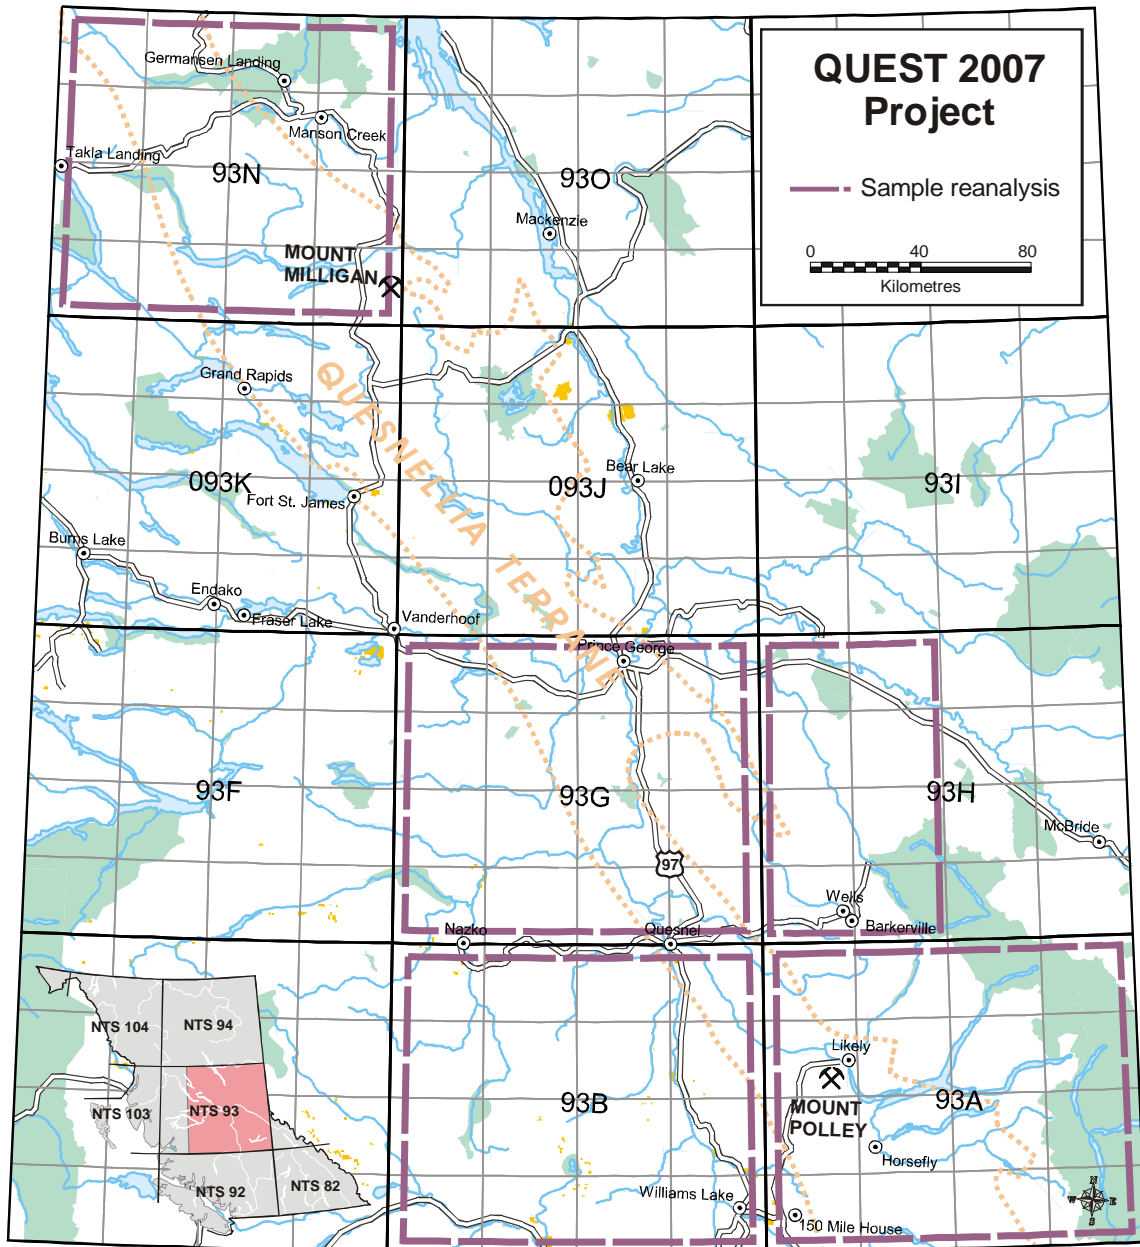 QUEST 2007
Project
Sample reanalysis
0 40 80
Kilometres
Germansen Landing
Manson Creek
Takla Landing
93N
93O
Mackenzie
MOUNT
MILLIGAN
Grand Rapids
QUESNELLIA TERRANE
093K
Fort St. James
093J
Bear Lake
93I
Burns Lake
Endako
Fraser Lake
Vanderhoof
Prince George
93F
93G
93H
McBride
97
Wells
Barkerville
Nazko
Quesnel
NTS 104
NTS 94
NTS 103
NTS 93
NTS 92
NTS 82
Likely
93B
MOUNT
POLLEY
93A
Horsefly
Williams Lake
150 Mile House
N
W E
S